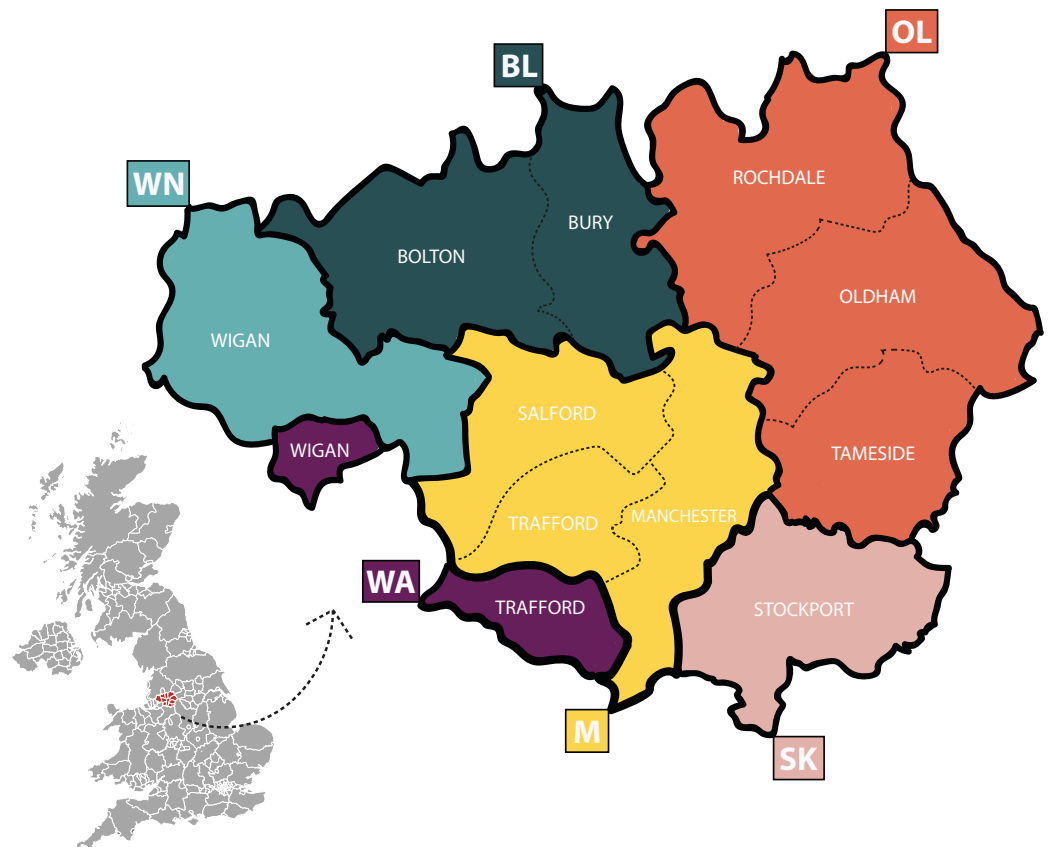 OL
BL
WN
ROCHDALE
BURY
BOLTON
OLDHAM
WIGAN
SALFORD
WIGAN
TAMESIDE
TRAFFORD
MANCHESTER
WA
TRAFFORD
STOCKPORT
M
SK